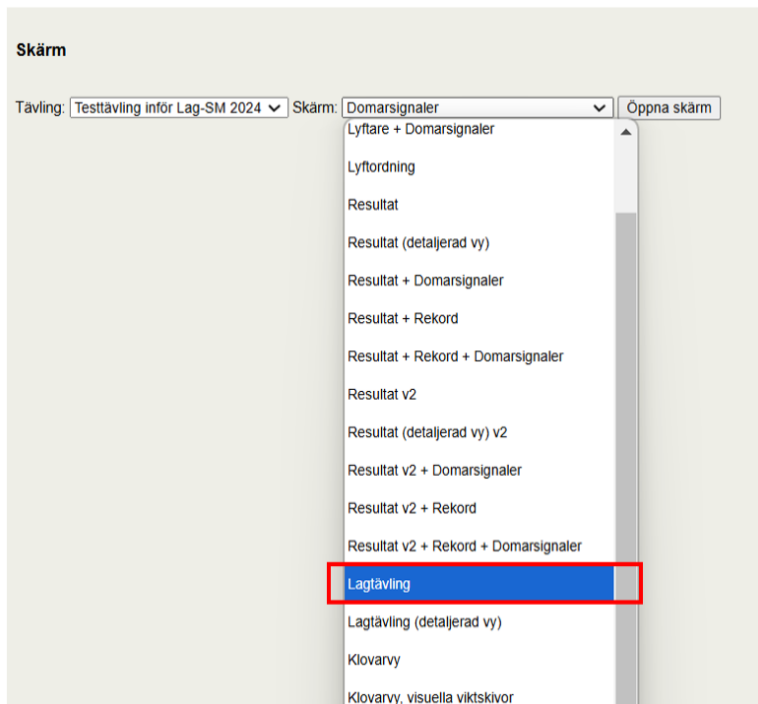 Skärm
Tävling: Testtävling inför Lag-SM 2024 Skärm: Domarsignaler Öppna skärm
Lyftare + Domarsignaler
Lyftordning
Resultat
Resultat (detaljerad vy)
Resultat + Domarsignaler
Resultat + Rekord
Resultat + Rekord + Domarsignaler
Resultat v2
Resultat (detaljerad vy) v2
Resultat v2 + Domarsignaler
Resultat v2 + Rekord
Resultat v2 + Rekord + Domarsignaler
Lagtävling
Lagtävling (detaljerad vy)
Klovarvy
Klovarvy, visuella viktskivor